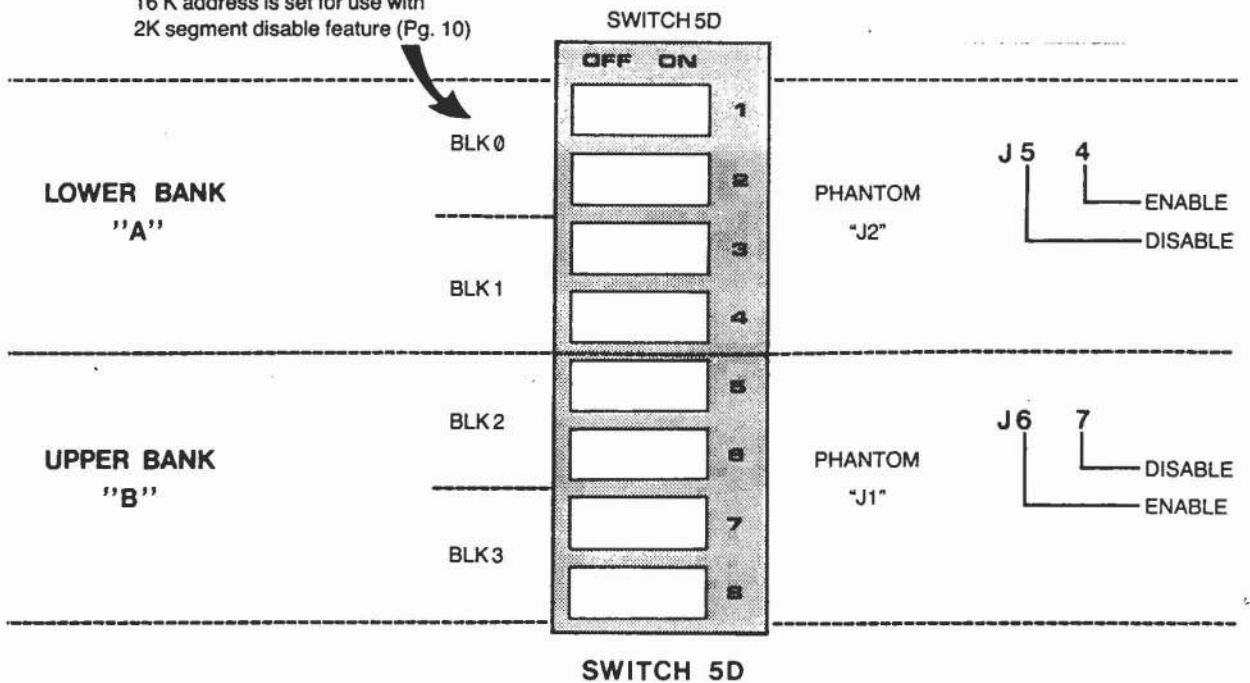 16 K address is set for use with
2K segment disable feature (Pg. 10)
SWITCH 5D
OFF ON
1
BLK 0
2
LOWER BANK
"A"
PHANTOM
"J2"
J 5 4
ENABLE
DISABLE
3
BLK 1
4
5
BLK 2
6
UPPER BANK
"B"
PHANTOM
"J1"
J 6 7
DISABLE
ENABLE
7
BLK 3
8
SWITCH 5D